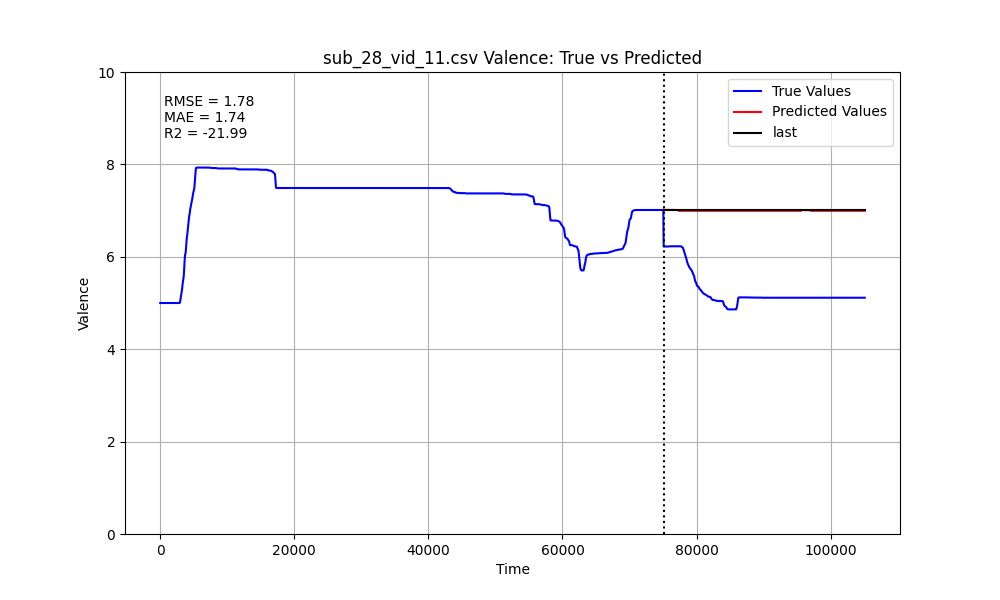 sub_28_vid_11.csv Valence: True vs Predicted
RMSE = 1.78
MAE = 1.74
R2 = -21.99
True Values
Predicted Values
last
10
8
6
4
2
0
Valence
0
20000
40000
60000
80000
100000
Time